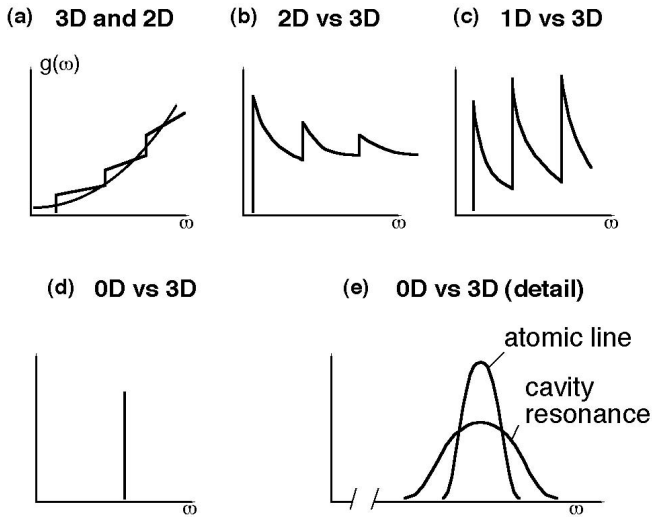 (a) 3D and 2D
(b) 2D vs 3D
(c) 1D vs 3D
g(ω)
ω
ω
ω
(d) 0D vs 3D
(e) 0D vs 3D (detail)
atomic line
cavity
resonance
ω
ω